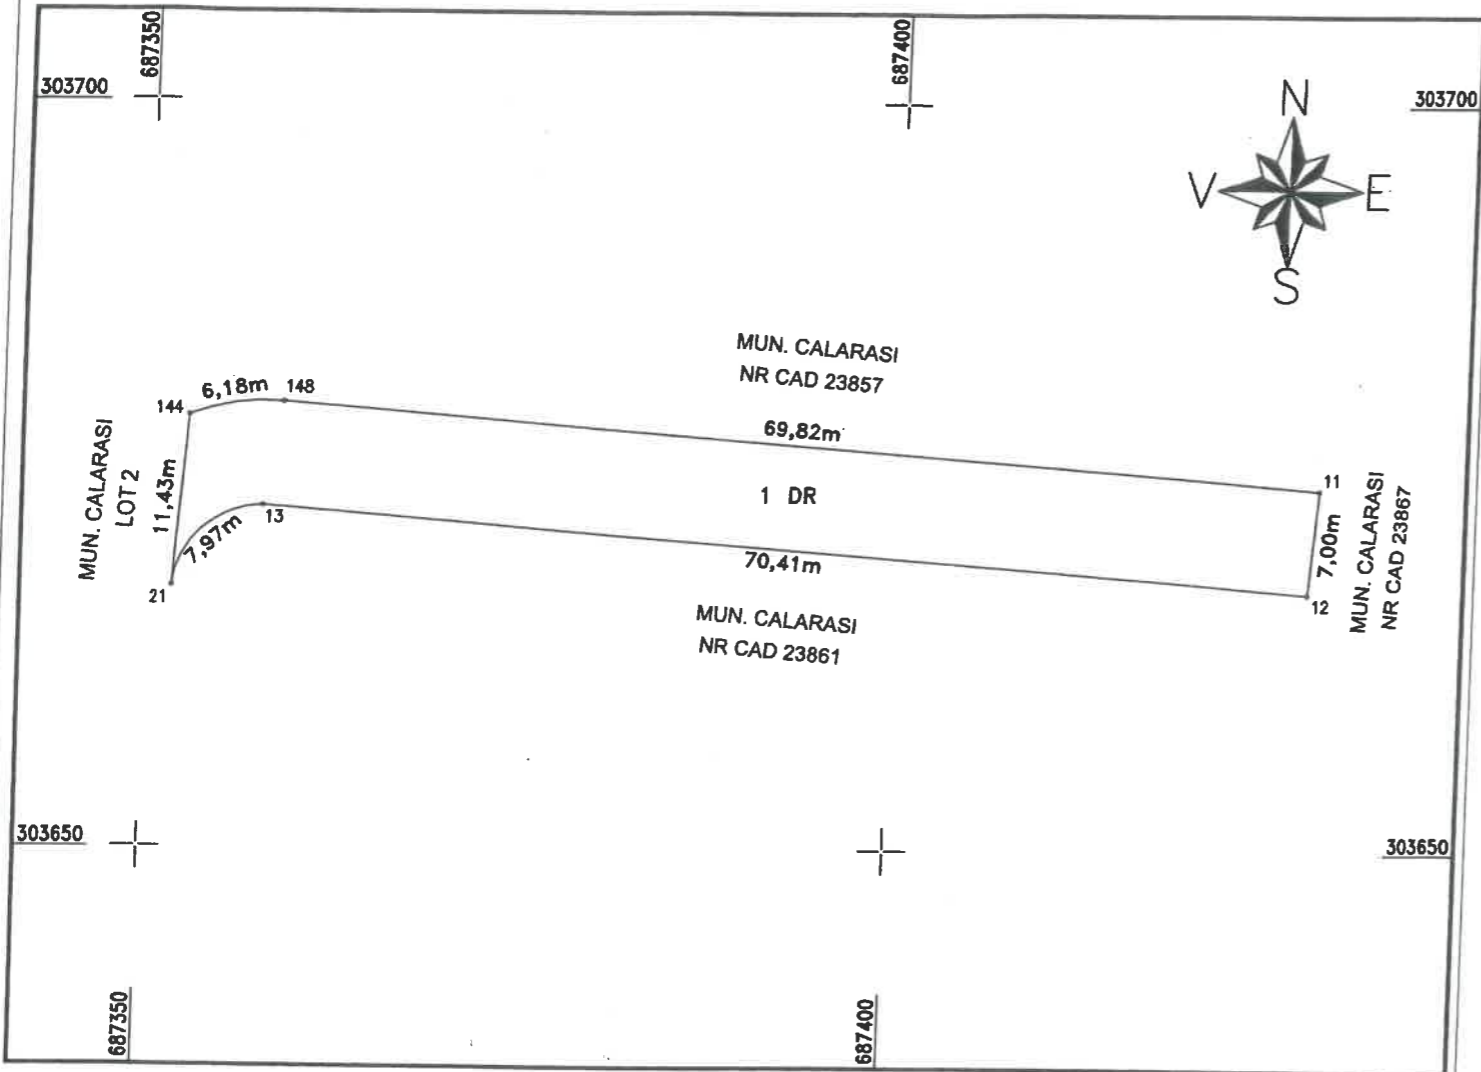 687350
687400
303700
303700
N
V
E
S
MUN. CALARASI
NR CAD 23857
6,18m
148
144
69,82m
MUN. CALARASI
LOT 2
11,43m
1 DR
11
7,97m
13
7,00m
MUN. CALARASI
NR CAD 23867
70,41m
21
12
MUN. CALARASI
NR CAD 23861
303650
303650
687350
687400